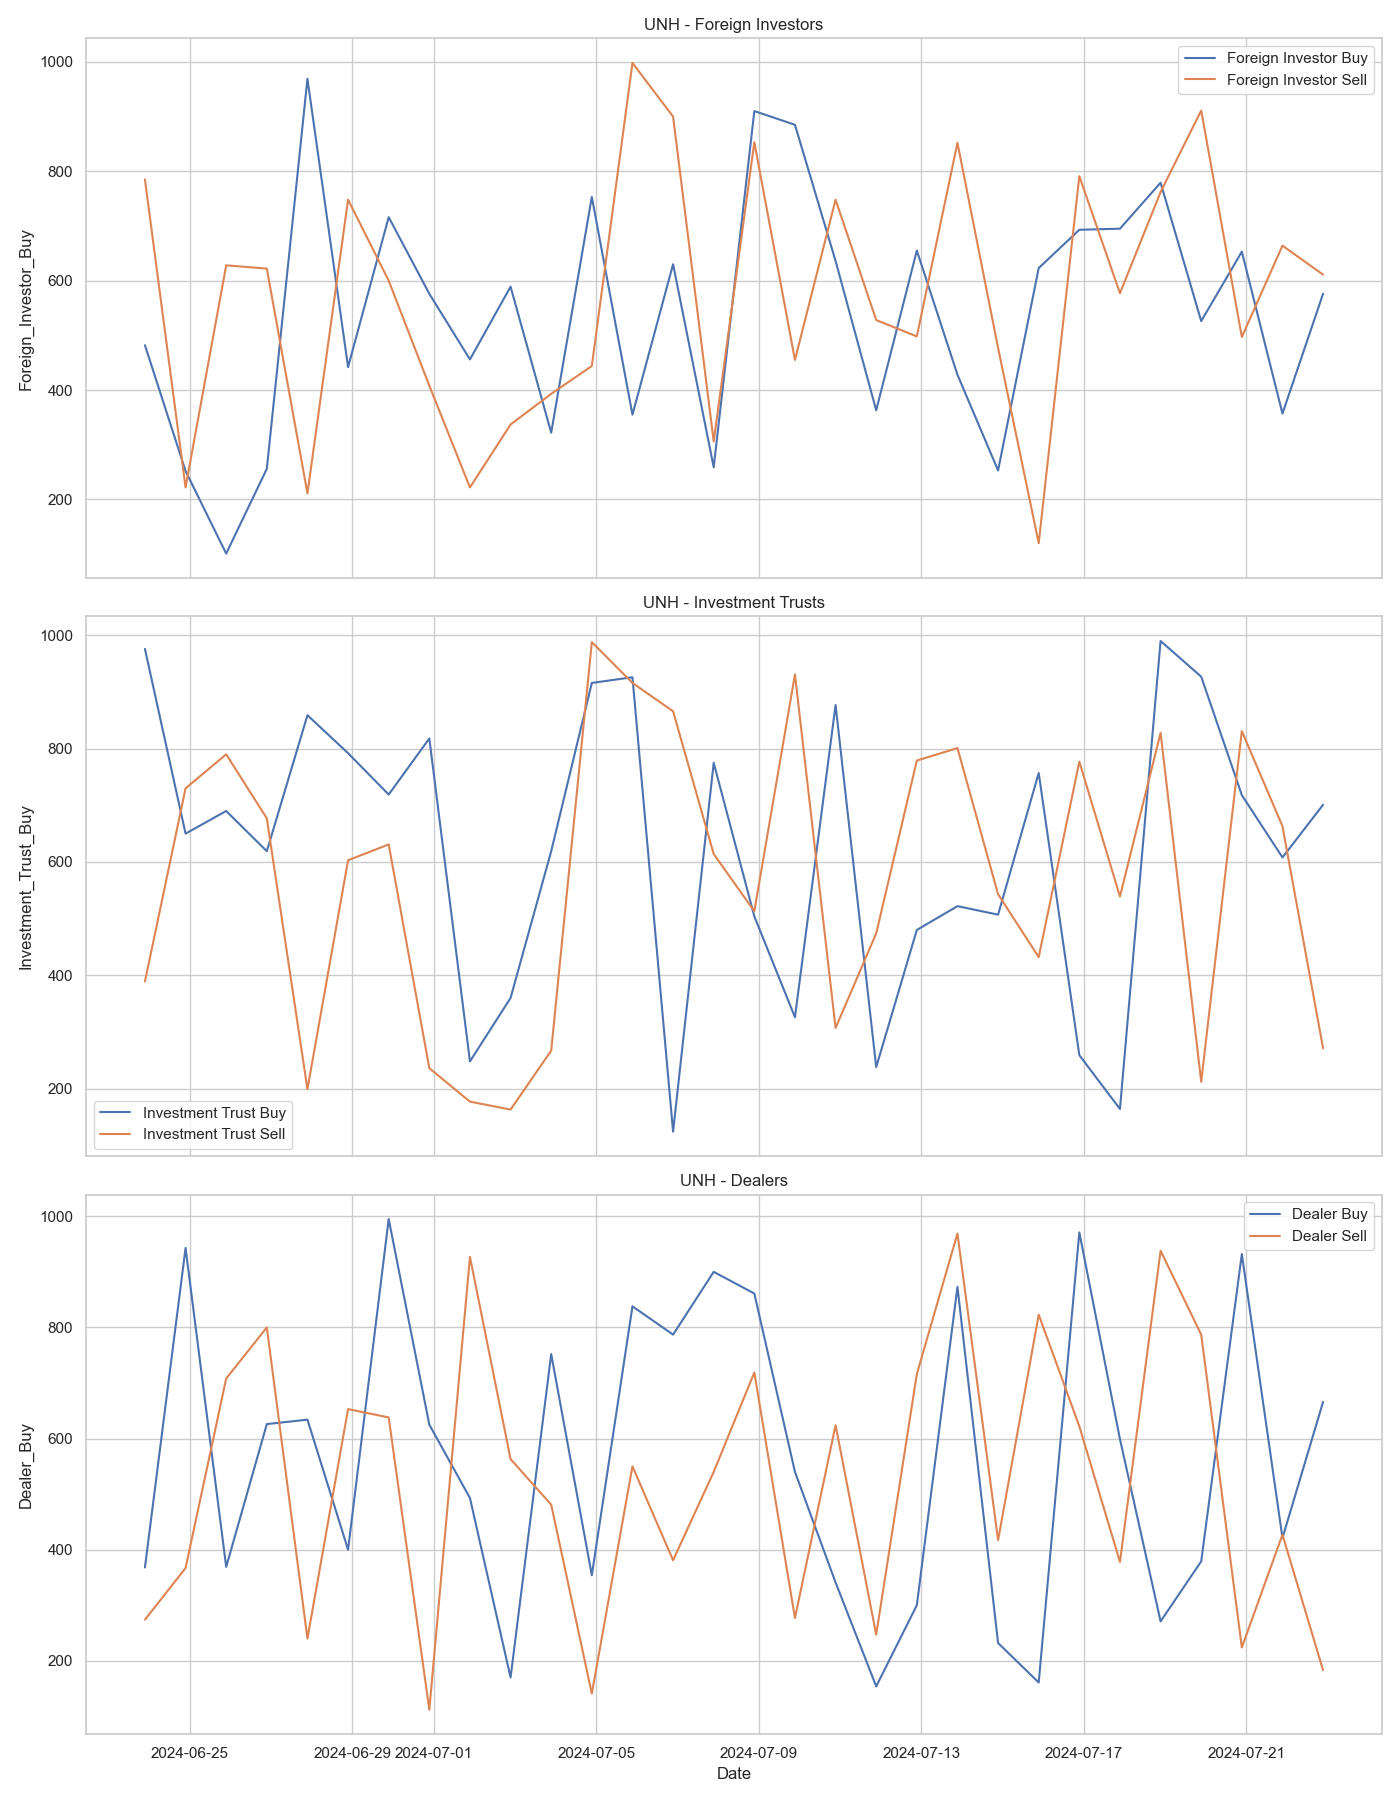 UNH - Foreign Investors
Foreign_Investor_Buy
1000
800
600
400
200
Foreign Investor Buy
Foreign Investor Sell
UNH - Investment Trusts
Investment_Trust_Buy
1000
800
600
400
200
Investment Trust Buy
Investment Trust Sell
UNH - Dealers
Dealer_Buy
1000
800
600
400
200
Dealer Buy
Dealer Sell
2024-06-25 2024-06-29 2024-07-01 2024-07-05 2024-07-09 2024-07-13 2024-07-17 2024-07-21
Date